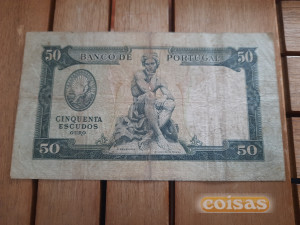 50 BANCO DE PORTUGAL 50
CINQUENTA
ESCUDOS
OURO
50 50
coisas